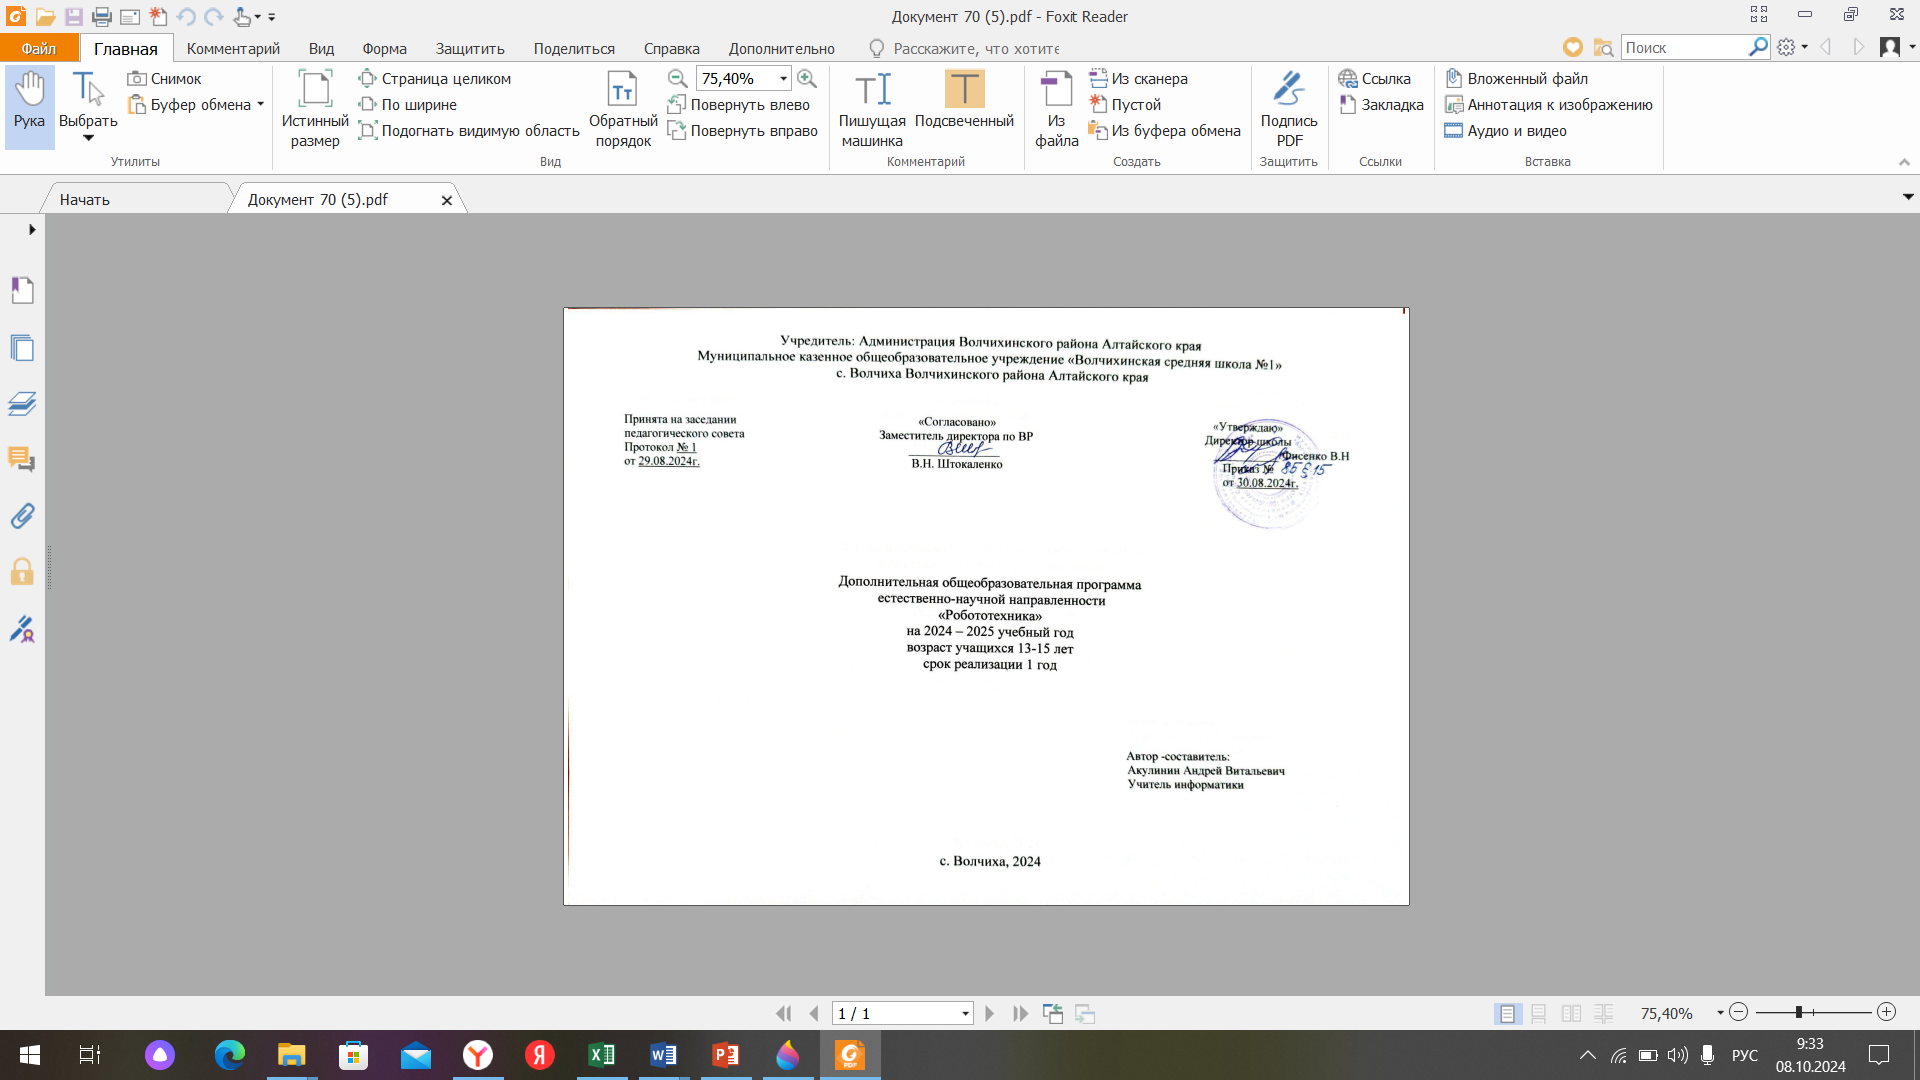 Документ 70 (5).pdf - Foxit Reader
Файл Главная Комментарий Вид Форма Защитить Поделиться Справка Дополнительно Расскажите, что хотите Поиск
Рука
Выбрать
Снимок
Буфер обмена
Утилиты
Истинный
размер
Страница целиком
По ширине
Подогнать видимую область
Обратный
порядок
75,40%
Повернуть влево
Повернуть вправо
Вид
Пишущая
машинка
Подсвеченный
Комментарий
Из
файла
Из сканера
Пустой
Из буфера обмена
Создать
Подпись
PDF
Защитить
Ссылка
Закладка
Ссылки
Вложенный файл
Аннотация к изображению
Аудио и видео
Вставка
Начать
Документ 70 (5).pdf
Учредитель: Администрация Волчихинского района Алтайского края
Муниципальное казенное общеобразовательное учреждение «Волчихинская средняя школа №1»
с. Волчиха Волчихинского района Алтайского края
Принята на заседании
педагогического совета
Протокол № 1
от 29.08.2024г.
«Согласовано»
Заместитель директора по ВР
В.Н. Штокаленко
«Утверждаю»
Директор школы
Фисенко В.Н
Приказ № 85 § 15
от 30.08.2024г.
Дополнительная общеобразовательная программа
естественно-научной направленности
«Робототехника»
на 2024 – 2025 учебный год
возраст учащихся 13-15 лет
срок реализации 1 год
Автор -составитель:
Акулинин Андрей Витальевич
Учитель информатики
с. Волчиха, 2024
1 / 1
75,40%
РУС
9:33
08.10.2024